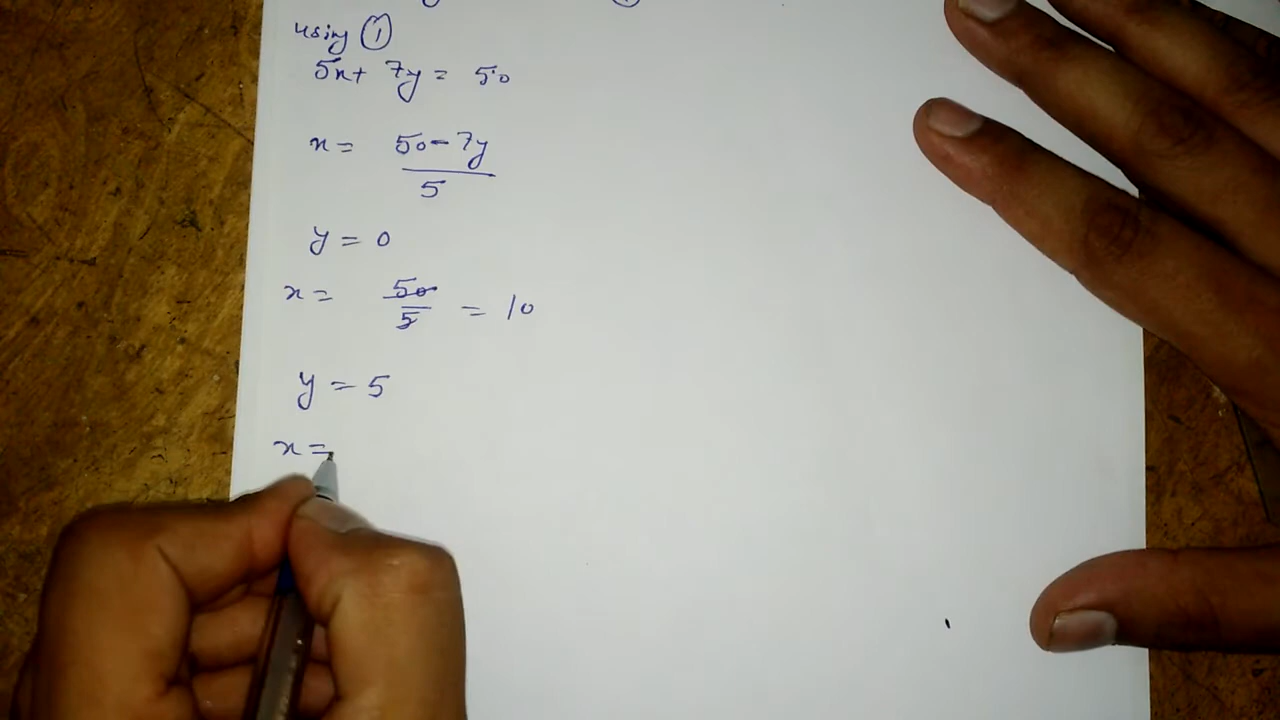 using ①
5x + 7y = 50
x = 50 - 7y
5
y = 0
x = 50
5 = 10
y = 5
x =